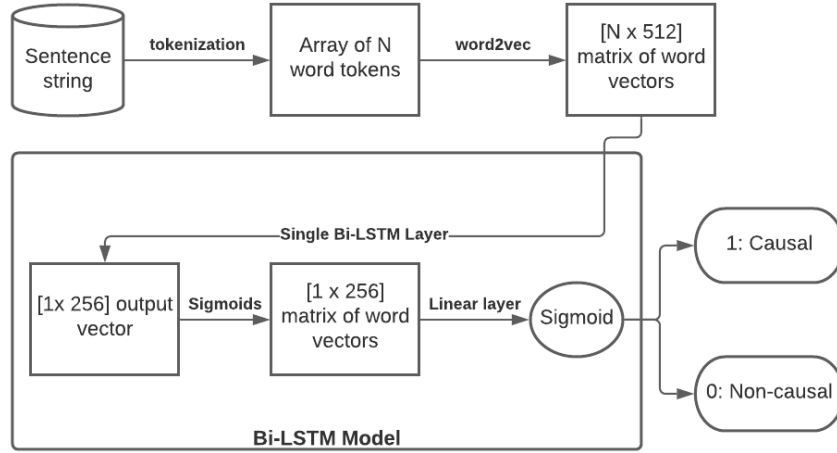 Sentence
string
tokenization
Array of N
word tokens
word2vec
[N x 512]
matrix of word
vectors
Single Bi-LSTM Layer
[1x 256] output
vector
Sigmoids
[1 x 256]
matrix of word
vectors
Linear layer
Sigmoid
1: Causal
0: Non-causal
Bi-LSTM Model